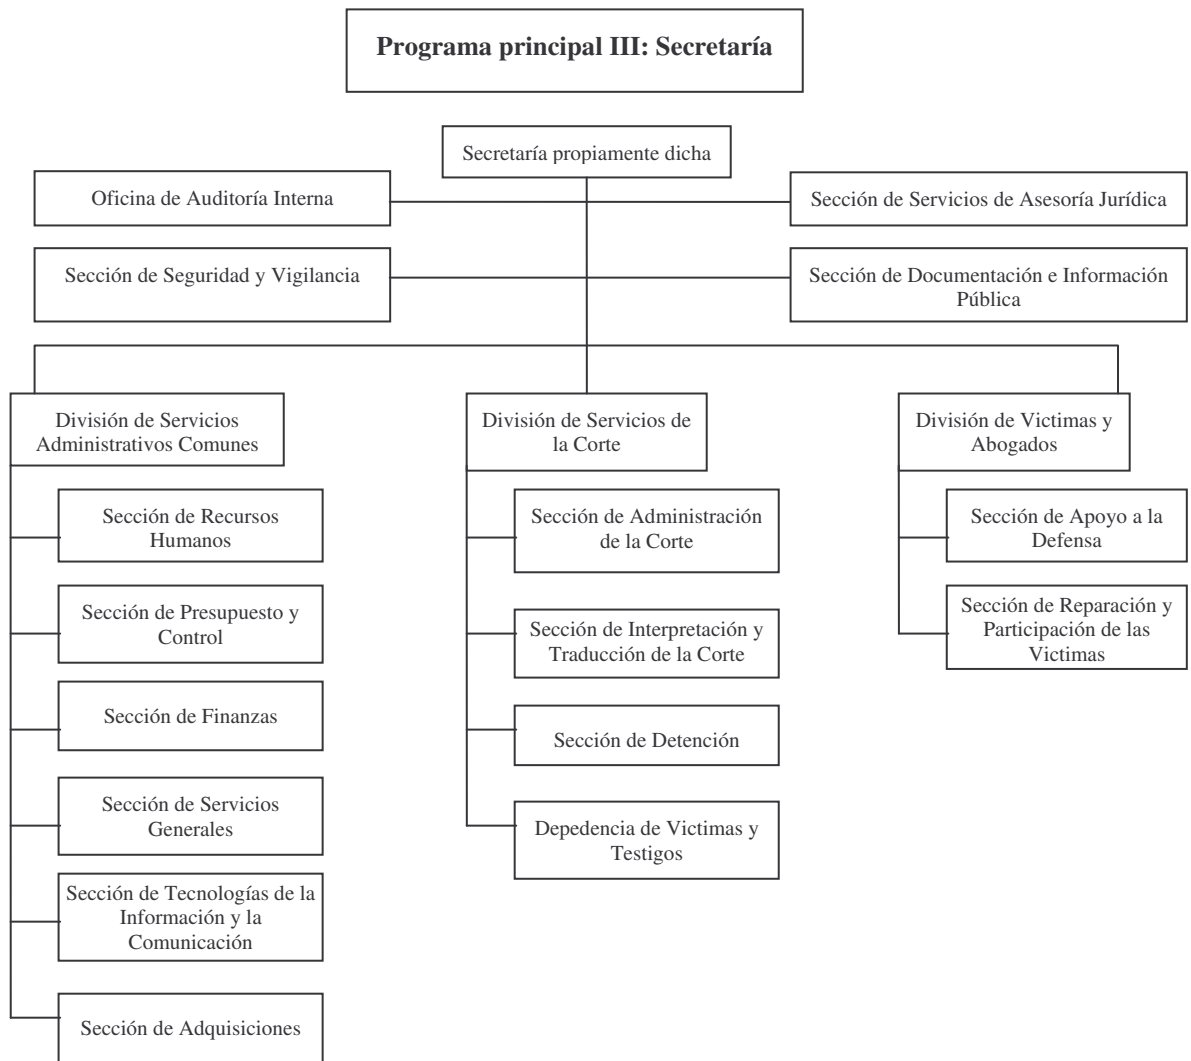 Programa principal III: Secretaría
Secretaría propiamente dicha
Oficina de Auditoría Interna
Sección de Servicios de Asesoría Jurídica
Sección de Seguridad y Vigilancia
Sección de Documentación e Información
Pública
División de Servicios
Administrativos Comunes
Sección de Recursos
Humanos
Sección de Presupuesto y
Control
Sección de Finanzas
Sección de Servicios
Generales
Sección de Tecnologías de la
Información y la
Comunicación
Sección de Adquisiciones
División de Servicios de
la Corte
Sección de Administración
de la Corte
Sección de Interpretación y
Traducción de la Corte
Sección de Detención
Depedencia de Victimas y
Testigos
División de Victimas y
Abogados
Sección de Apoyo a la
Defensa
Sección de Reparación y
Participación de las
Victimas